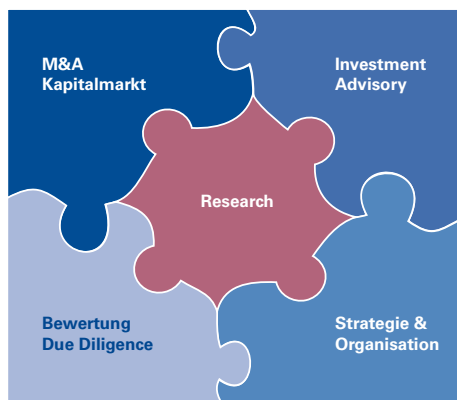 M&A
Kapitalmarkt
Investment
Advisory
Research
Bewertung
Due Diligence
Strategie &
Organisation